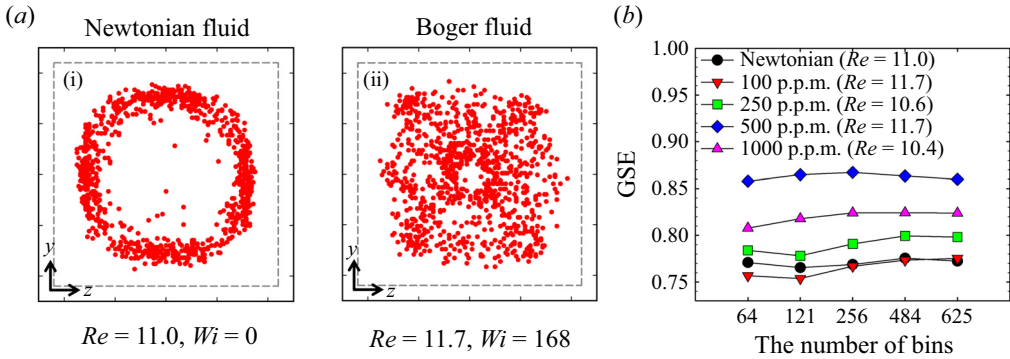 (a)
Newtonian fluid
(i)
y
z
Re = 11.0, Wi = 0
Boger fluid
(ii)
y
z
Re = 11.7, Wi = 168
(b)
GSE
1.00
0.95
0.90
0.85
0.80
0.75
Newtonian (Re = 11.0)
100 p.p.m. (Re = 11.7)
250 p.p.m. (Re = 10.6)
500 p.p.m. (Re = 11.7)
1000 p.p.m. (Re = 10.4)
64 121 256 484 625
The number of bins